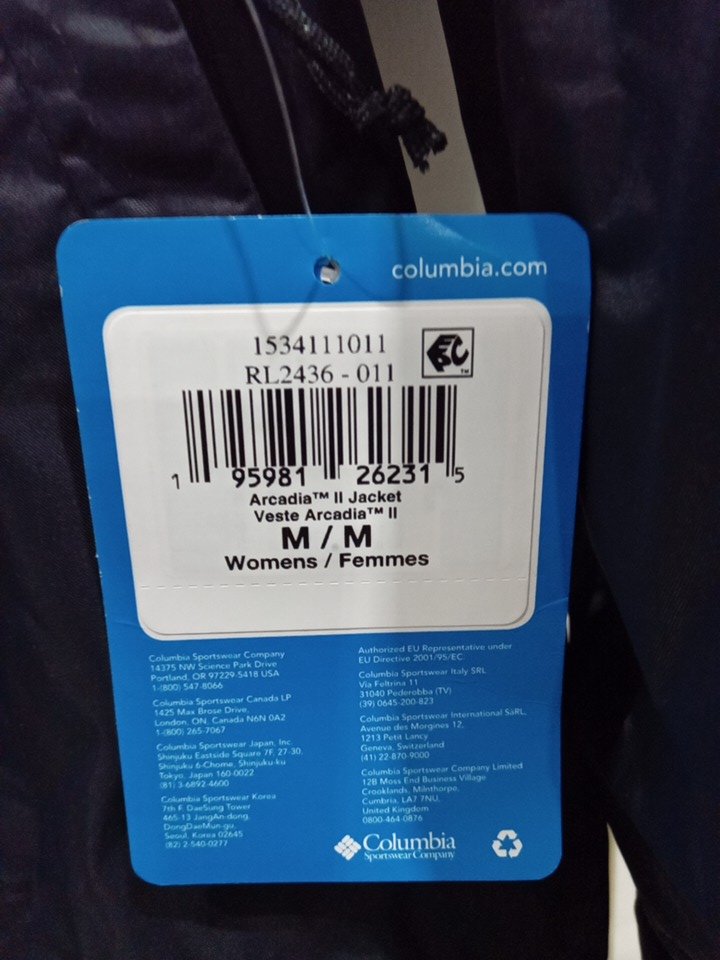 columbia.com
1534111011
RL2436 - 011
EPC™
1 95981 26231 5
Arcadia™ II Jacket
Veste Arcadia™ II
M / M
Womens / Femmes
Columbia Sportswear Company
14375 NW Science Park Drive
Portland, OR 97229-5418 USA
1-(800) 547-8066
Columbia Sportswear Canada LP
1425 Max Brose Drive,
London, ON, Canada N6N 0A2
1-(800) 265-7067
Columbia Sportswear Japan, Inc.
Shinjuku Eastside Square 7F, 27-30,
Shinjuku 6-Chome, Shinjuku-ku
Tokyo, Japan 160-0022
(81) 3-6892-4600
Columbia Sportswear Korea
7th F. DaeSung Tower
465-13 JangAn-dong,
DongDaeMun-gu,
Seoul, Korea 02645
(82) 2-540-0277
Authorized EU Representative under
EU Directive 2001/95/EC
Columbia Sportswear Italy SRL
Via Feltrina 11
31040 Pederobba (TV)
(39) 0645-200-823
Columbia Sportswear International SàRL,
Avenue des Morgines 12,
1213 Petit Lancy
Geneva, Switzerland
(41) 22-870-9000
Columbia Sportswear Company Limited
12B Moss End Business Village
Crooklands, Milnthorpe,
Cumbria, LA7 7NU,
United Kingdom
0800-464-0876
Columbia
Sportswear Company